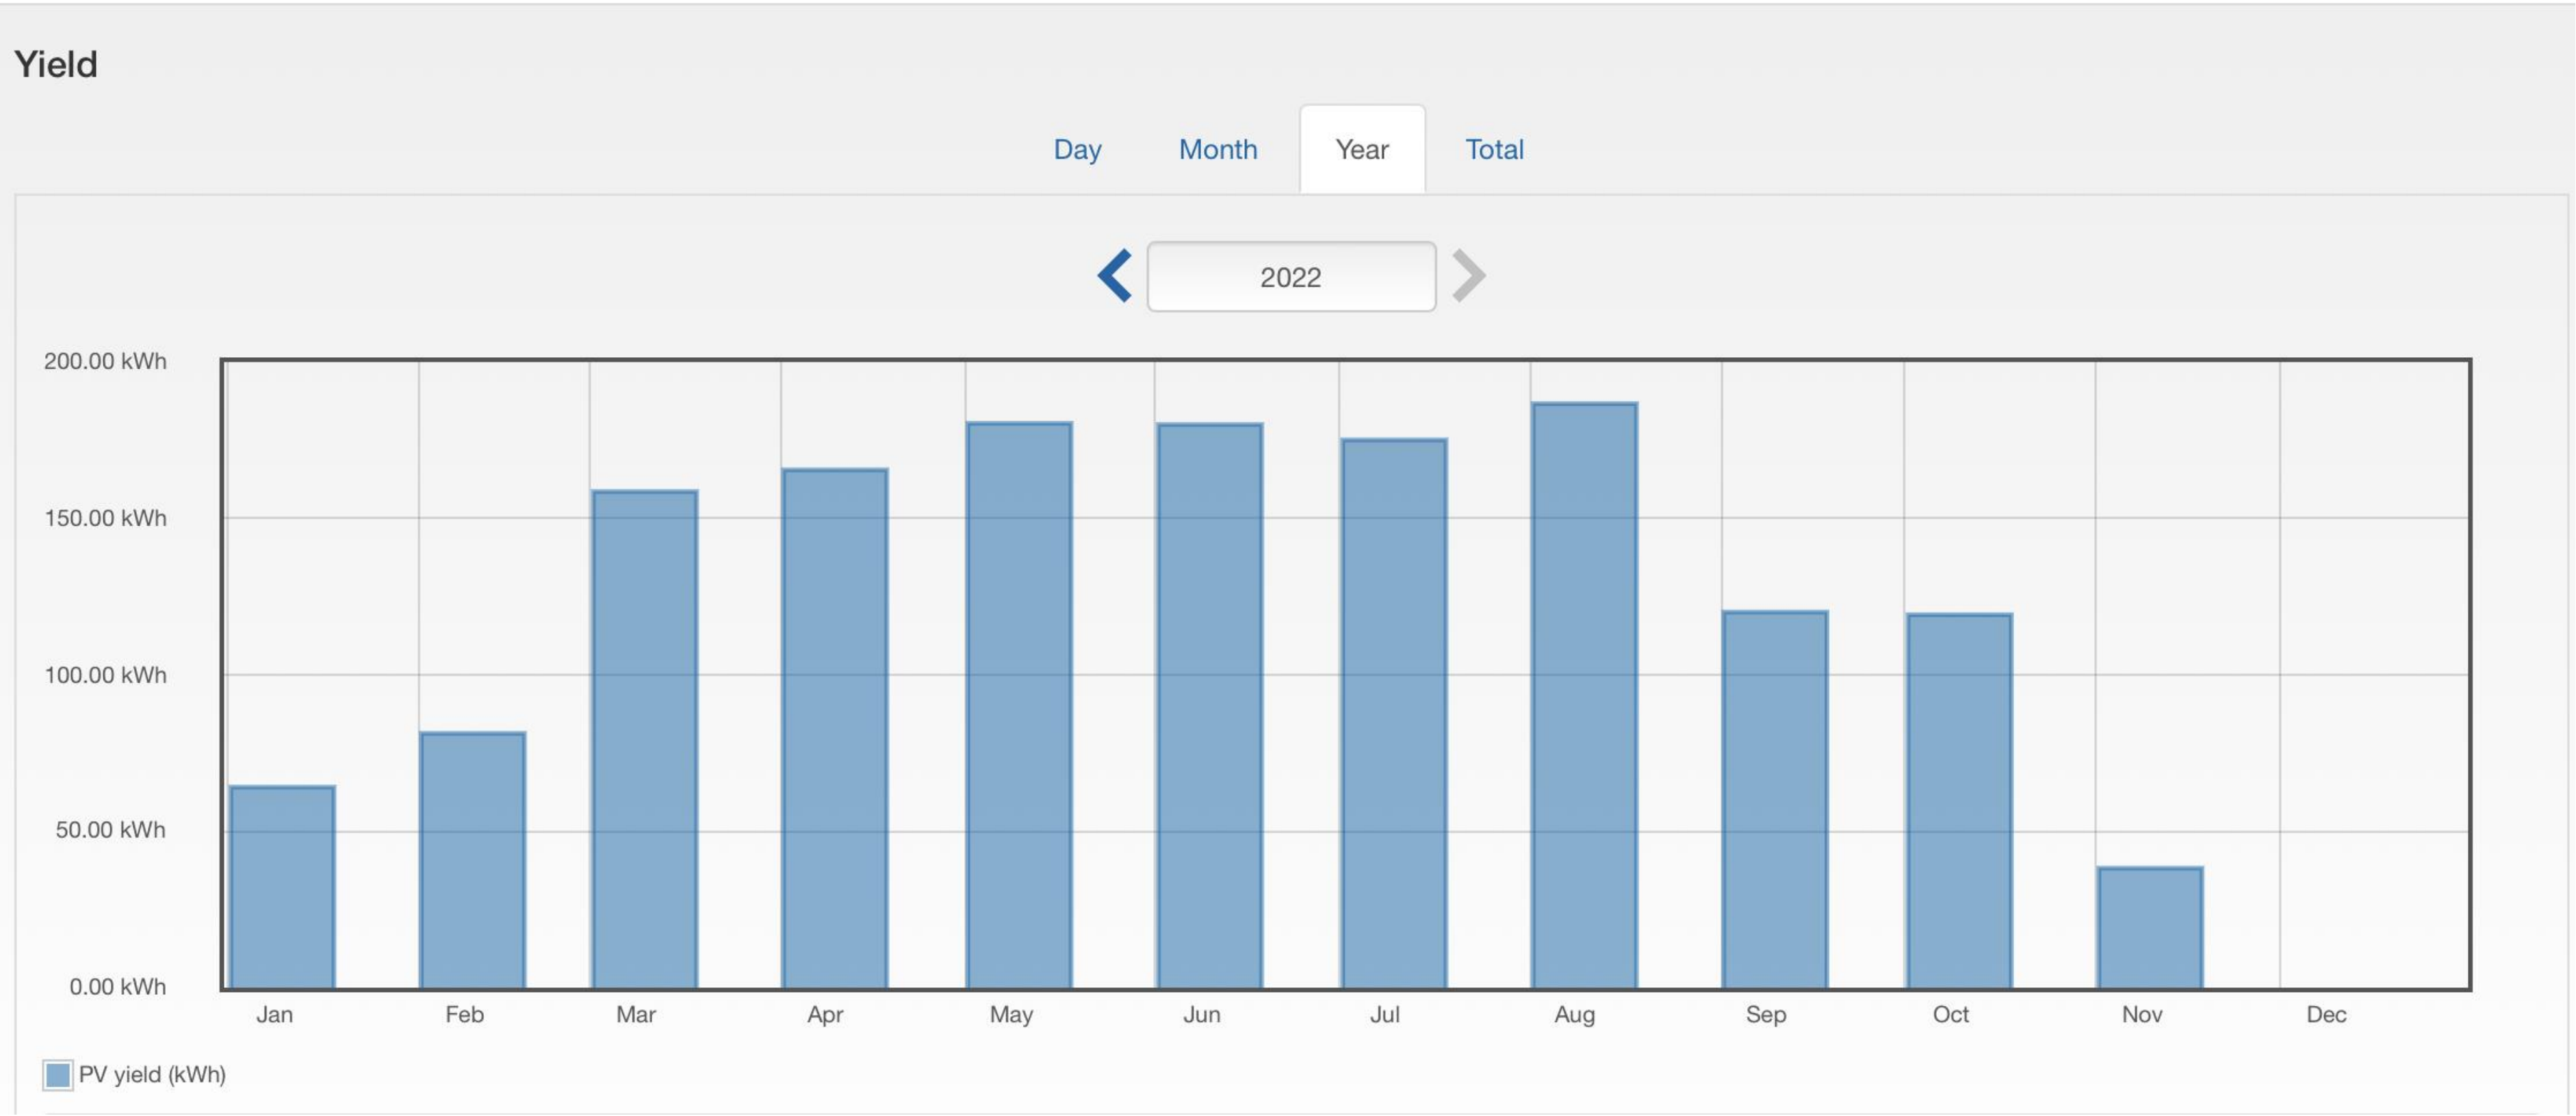 Yield
Day Month Year Total
2022
200.00 kWh
150.00 kWh
100.00 kWh
50.00 kWh
0.00 kWh
Jan Feb Mar Apr May Jun Jul Aug Sep Oct Nov Dec
PV yield (kWh)